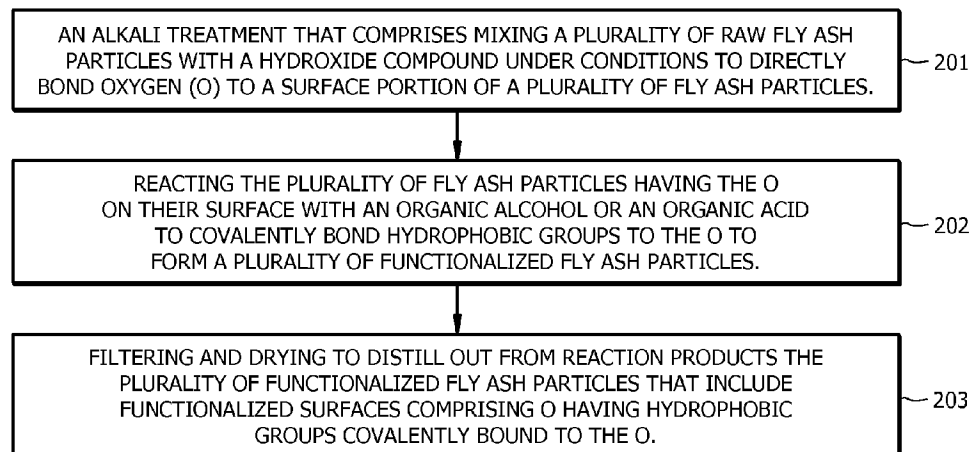 AN ALKALI TREATMENT THAT COMPRISES MIXING A PLURALITY OF RAW FLY ASH
PARTICLES WITH A HYDROXIDE COMPOUND UNDER CONDITIONS TO DIRECTLY
BOND OXYGEN (O) TO A SURFACE PORTION OF A PLURALITY OF FLY ASH PARTICLES.
201
REACTING THE PLURALITY OF FLY ASH PARTICLES HAVING THE O
ON THEIR SURFACE WITH AN ORGANIC ALCOHOL OR AN ORGANIC ACID
TO COVALENTLY BOND HYDROPHOBIC GROUPS TO THE O TO
FORM A PLURALITY OF FUNCTIONALIZED FLY ASH PARTICLES.
202
FILTERING AND DRYING TO DISTILL OUT FROM REACTION PRODUCTS THE
PLURALITY OF FUNCTIONALIZED FLY ASH PARTICLES THAT INCLUDE
FUNCTIONALIZED SURFACES COMPRISING O HAVING HYDROPHOBIC
GROUPS COVALENTLY BOUND TO THE O.
203